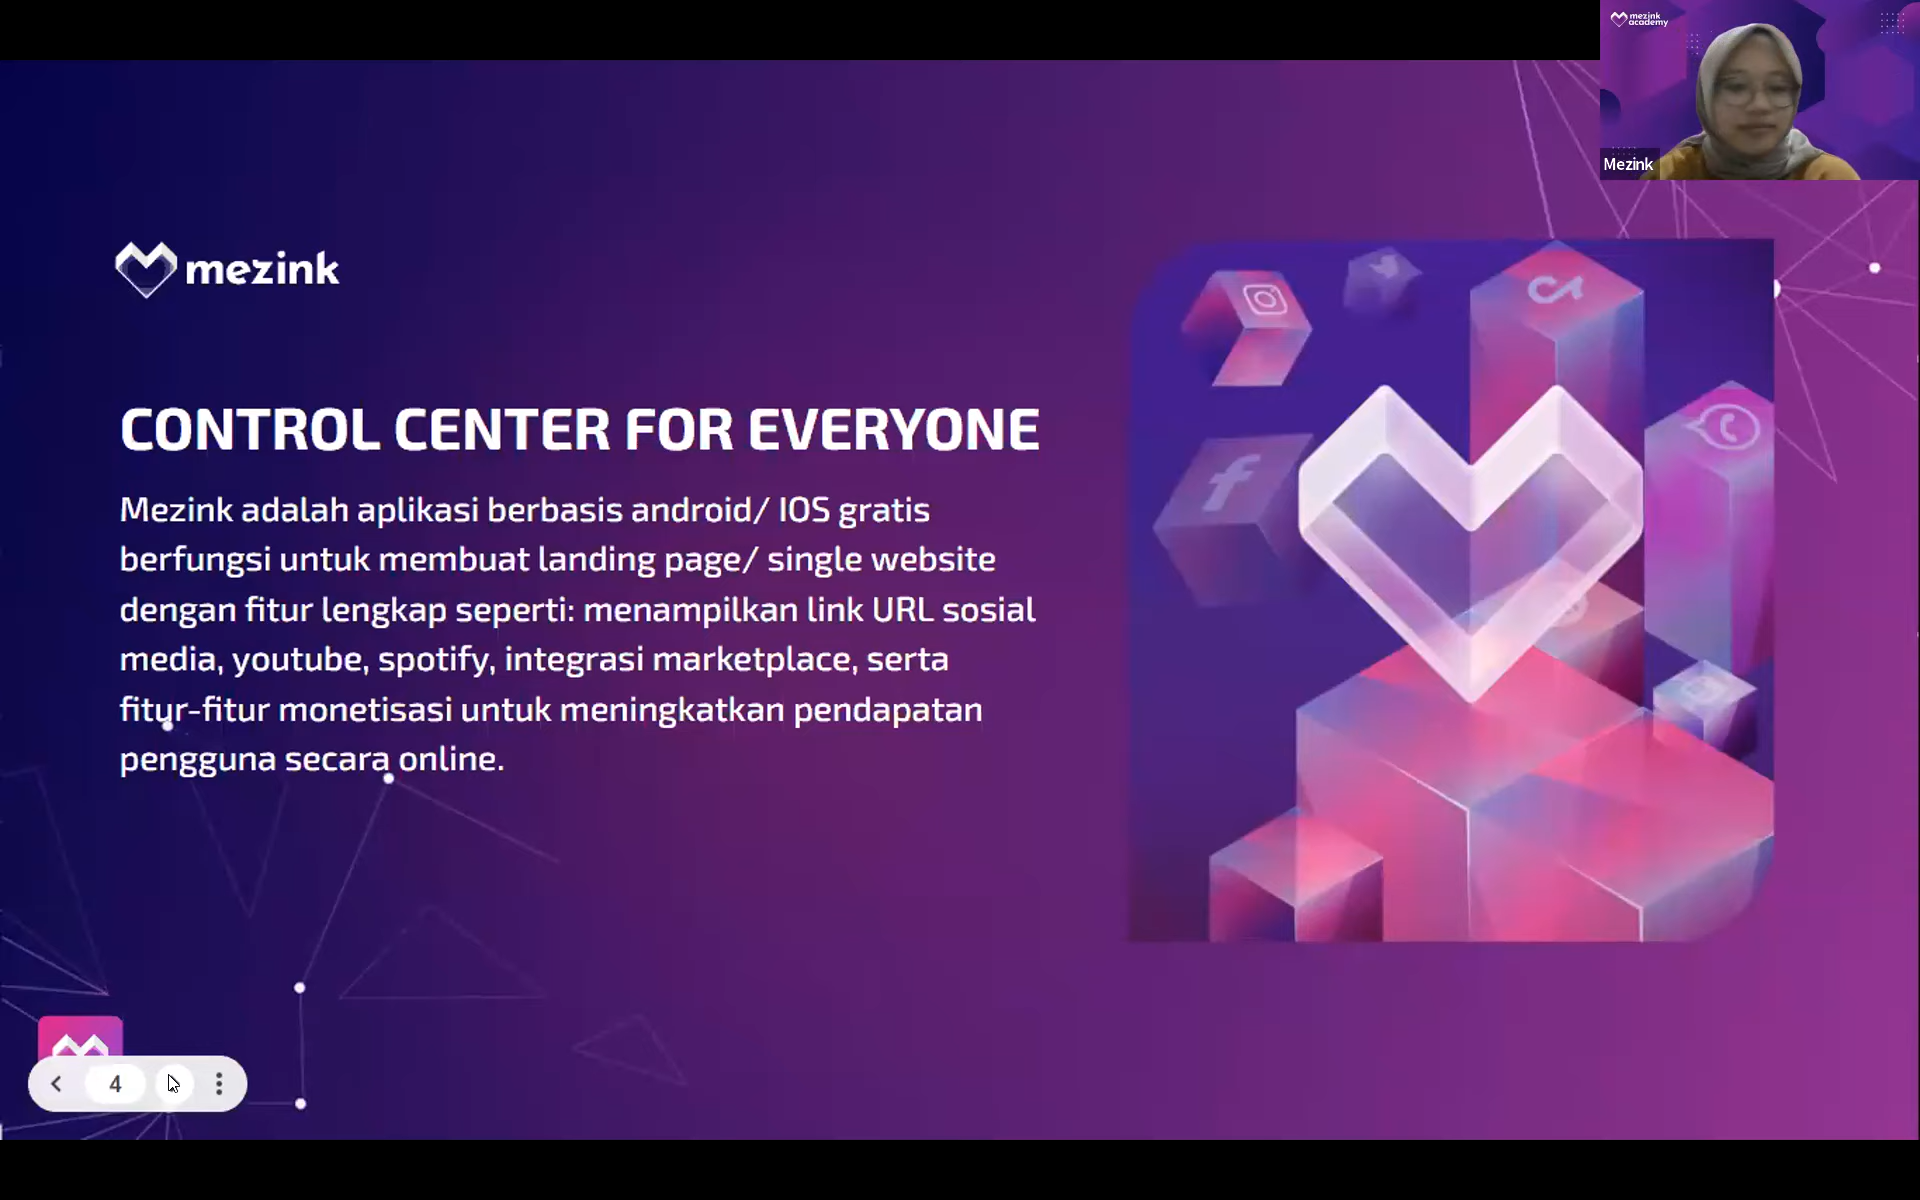 mezink
academy
Mezink
mezink
CONTROL CENTER FOR EVERYONE
Mezink adalah aplikasi berbasis android/ IOS gratis
berfungsi untuk membuat landing page/ single website
dengan fitur lengkap seperti: menampilkan link URL sosial
media, youtube, spotify, integrasi marketplace, serta
fitur-fitur monetisasi untuk meningkatkan pendapatan
pengguna secara online.
4